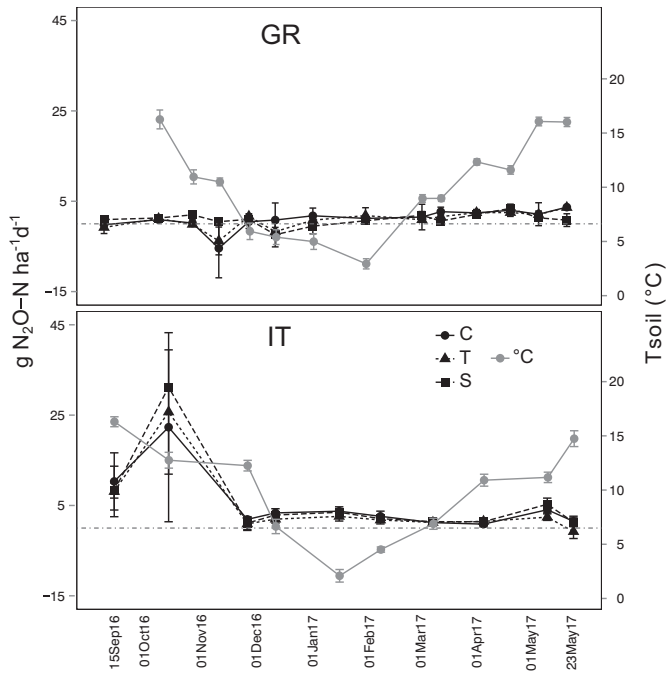 GR
45
25
5
−15
20
15
10
5
0
g N₂O−N ha⁻¹d⁻¹
Tsoil (°C)
IT
C
T
S
°C
45
25
5
−15
20
15
10
5
0
15Sep16
01Oct16
01Nov16
01Dec16
01Jan17
01Feb17
01Mar17
01Apr17
01May17
23May17